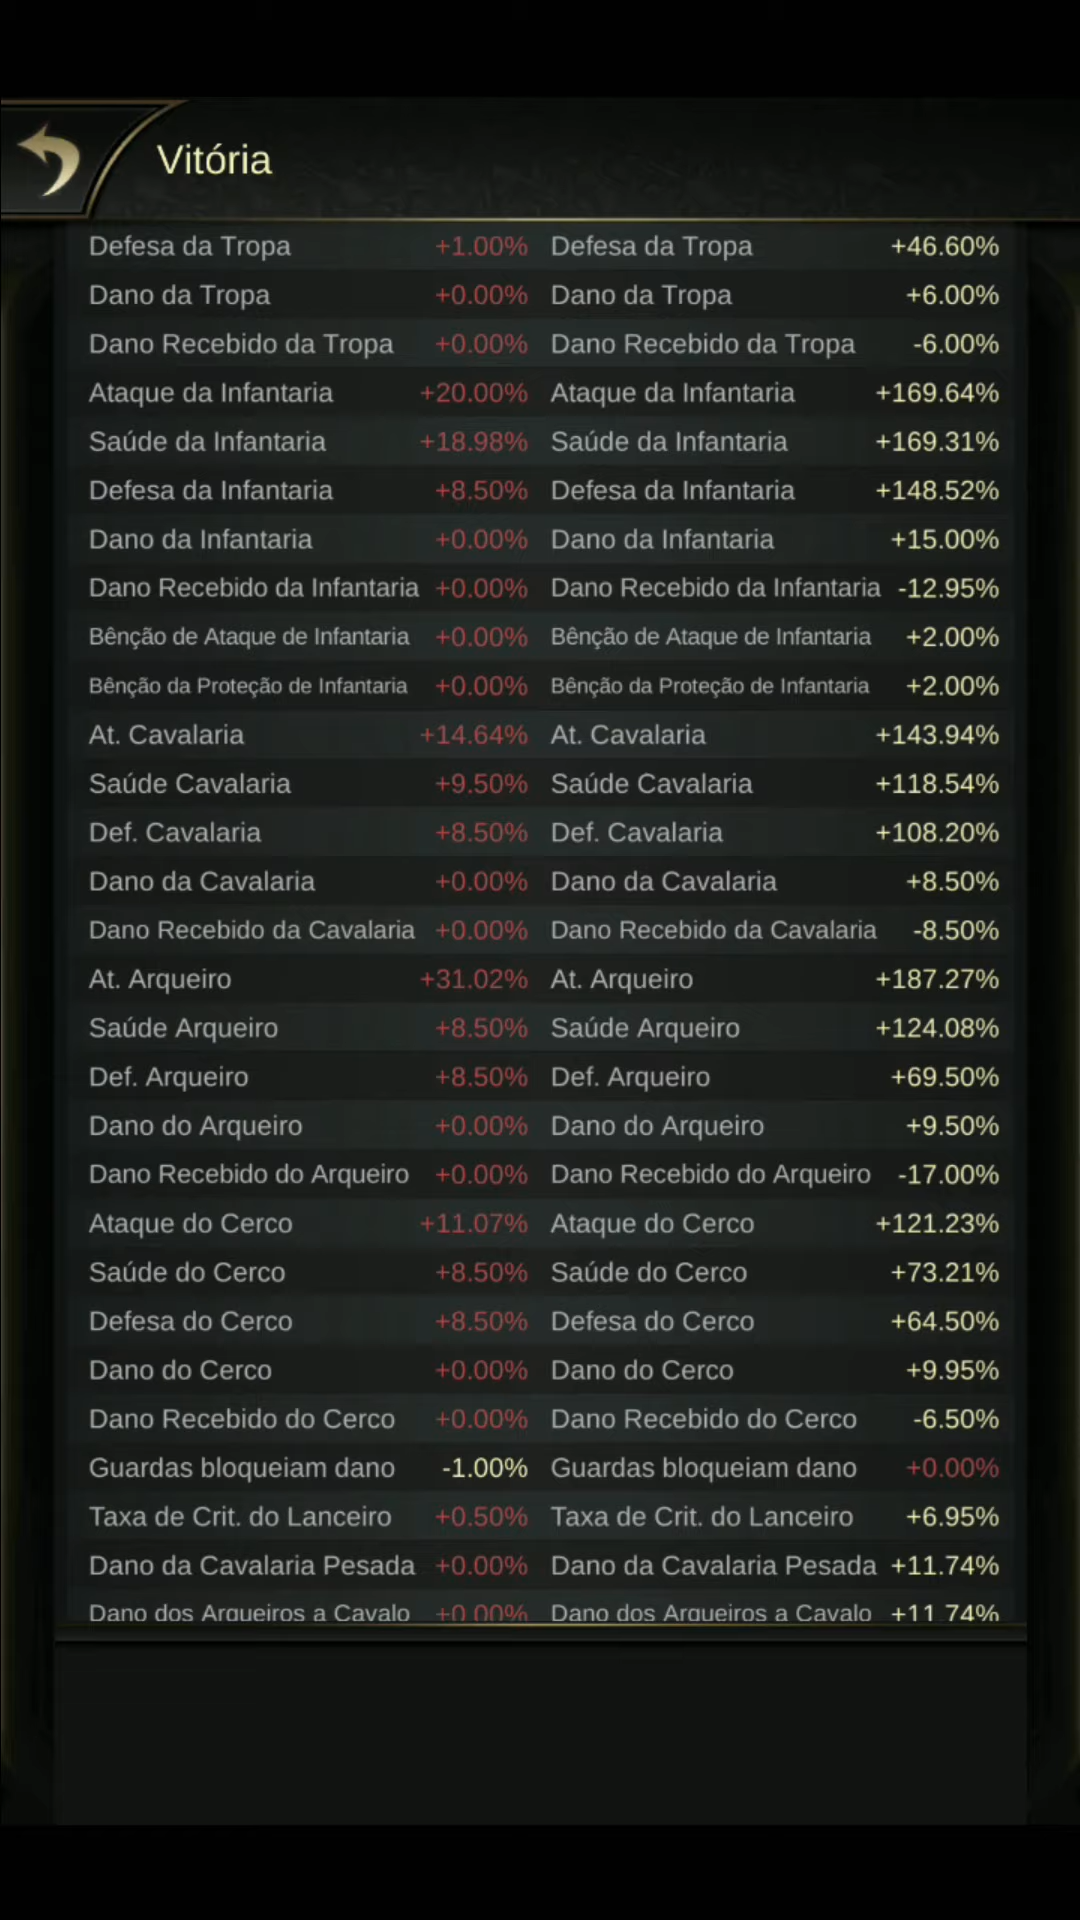 Vitória
Defesa da Tropa +1.00% Defesa da Tropa +46.60%
Dano da Tropa +0.00% Dano da Tropa +6.00%
Dano Recebido da Tropa +0.00% Dano Recebido da Tropa -6.00%
Ataque da Infantaria +20.00% Ataque da Infantaria +169.64%
Saúde da Infantaria +18.98% Saúde da Infantaria +169.31%
Defesa da Infantaria +8.50% Defesa da Infantaria +148.52%
Dano da Infantaria +0.00% Dano da Infantaria +15.00%
Dano Recebido da Infantaria +0.00% Dano Recebido da Infantaria -12.95%
Bênção de Ataque de Infantaria +0.00% Bênção de Ataque de Infantaria +2.00%
Bênção da Proteção de Infantaria +0.00% Bênção da Proteção de Infantaria +2.00%
At. Cavalaria +14.64% At. Cavalaria +143.94%
Saúde Cavalaria +9.50% Saúde Cavalaria +118.54%
Def. Cavalaria +8.50% Def. Cavalaria +108.20%
Dano da Cavalaria +0.00% Dano da Cavalaria +8.50%
Dano Recebido da Cavalaria +0.00% Dano Recebido da Cavalaria -8.50%
At. Arqueiro +31.02% At. Arqueiro +187.27%
Saúde Arqueiro +8.50% Saúde Arqueiro +124.08%
Def. Arqueiro +8.50% Def. Arqueiro +69.50%
Dano do Arqueiro +0.00% Dano do Arqueiro +9.50%
Dano Recebido do Arqueiro +0.00% Dano Recebido do Arqueiro -17.00%
Ataque do Cerco +11.07% Ataque do Cerco +121.23%
Saúde do Cerco +8.50% Saúde do Cerco +73.21%
Defesa do Cerco +8.50% Defesa do Cerco +64.50%
Dano do Cerco +0.00% Dano do Cerco +9.95%
Dano Recebido do Cerco +0.00% Dano Recebido do Cerco -6.50%
Guardas bloqueiam dano -1.00% Guardas bloqueiam dano +0.00%
Taxa de Crit. do Lanceiro +0.50% Taxa de Crit. do Lanceiro +6.95%
Dano da Cavalaria Pesada +0.00% Dano da Cavalaria Pesada +11.74%
Dano dos Arqueiros a Cavalo +0.00% Dano dos Arqueiros a Cavalo +11.74%